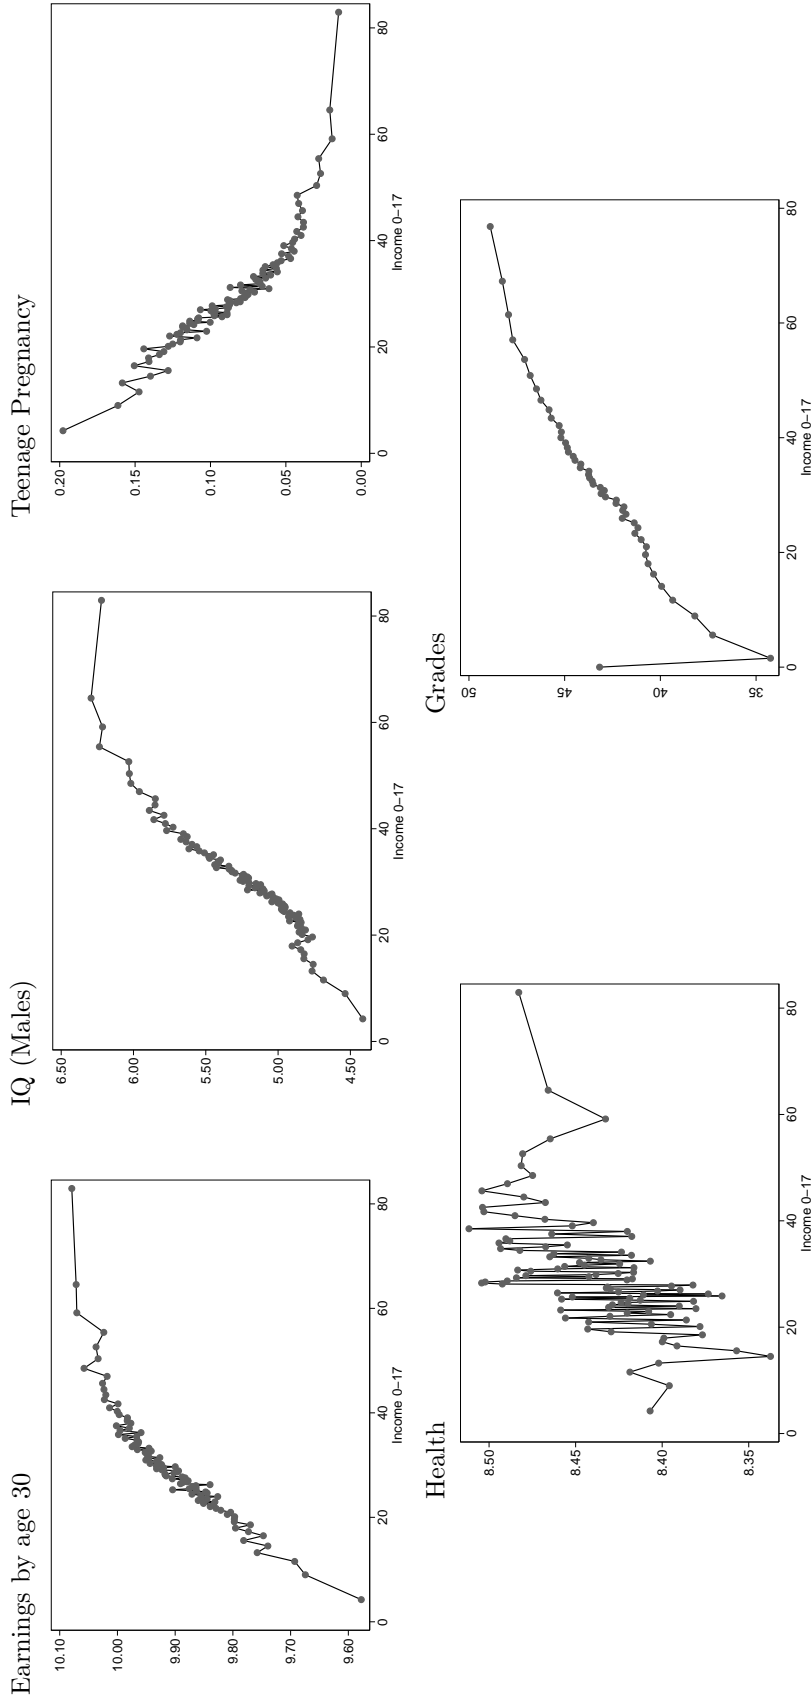 Earnings by age 30
10.10
10.00
9.90
9.80
9.70
9.60
0 20 40 60 80
Income 0−17
IQ (Males)
6.50
6.00
5.50
5.00
4.50
0 20 40 60 80
Income 0−17
Teenage Pregnancy
0.20
0.15
0.10
0.05
0.00
0 20 40 60 80
Income 0−17
Health
8.50
8.45
8.40
8.35
0 20 40 60 80
Income 0−17
Grades
50
45
40
35
0 20 40 60 80
Income 0−17